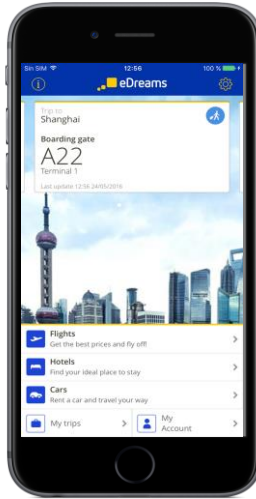 Sin SIM 12:56 100 %
eDreams
Trip to
Shanghai
Boarding gate
A22
Terminal 1
Last update 12:56 24/05/2018
Flights
Get the best prices and fly off!
Hotels
Find your ideal place to stay
Cars
Rent a car and travel your way
My trips
My
Account